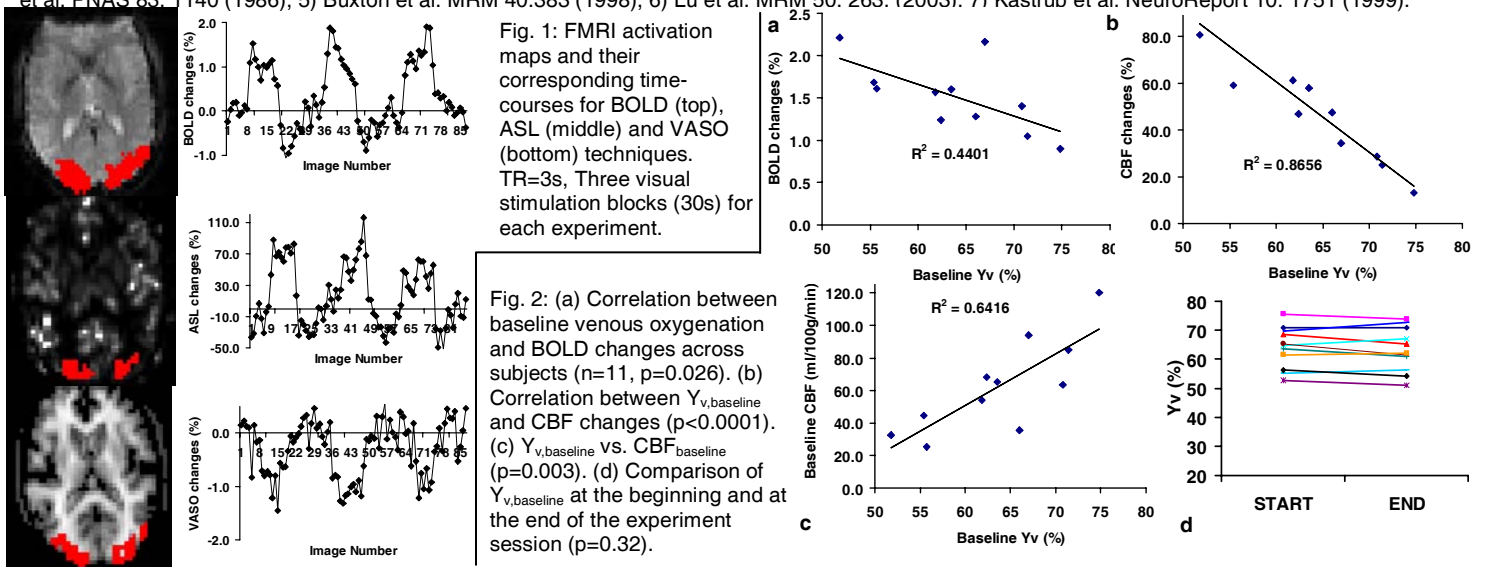 et al. PNAS 83: 1140 (1986); 5) Buxton et al. MRM 40:383 (1998); 6) Lu et al. MRM 50: 263. (2003). 7) Kastrup et al. NeuroReport 10: 1751 (1999).
2.0
1.0
0.0
-1.0
BOLD changes (%)
1 8 15 22 29 36 43 50 57 64 71 78 85
Image Number
Fig. 1: FMRI activation
maps and their
corresponding time-
courses for BOLD (top),
ASL (middle) and VASO
(bottom) techniques.
TR=3s, Three visual
stimulation blocks (30s) for
each experiment.
110.0
70.0
30.0
-10.0
-50.0
ASL changes (%)
1 9 17 25 33 41 49 57 65 73 81
Image Number
0.0
-1.0
-2.0
VASO changes (%)
1 8 15 22 29 36 43 50 57 64 71 78 85
Image Number
Fig. 2: (a) Correlation between
baseline venous oxygenation
and BOLD changes across
subjects (n=11, p=0.026). (b)
Correlation between Yv,baseline
and CBF changes (p<0.0001).
(c) Yv,baseline vs. CBFbaseline
(p=0.003). (d) Comparison of
Yv,baseline at the beginning and at
the end of the experiment
session (p=0.32).
a
2.5
2.0
1.5
1.0
0.5
0.0
BOLD changes (%)
R2 = 0.4401
50 55 60 65 70 75 80
Baseline Yv (%)
b
80.0
60.0
40.0
20.0
0.0
CBF changes (%)
R2 = 0.8656
50 55 60 65 70 75 80
Baseline Yv (%)
c
120.0
100.0
80.0
60.0
40.0
20.0
0.0
Baseline CBF (ml/100g/min)
R2 = 0.6416
50 55 60 65 70 75 80
Baseline Yv (%)
d
80
70
60
50
40
30
20
Yv (%)
START END